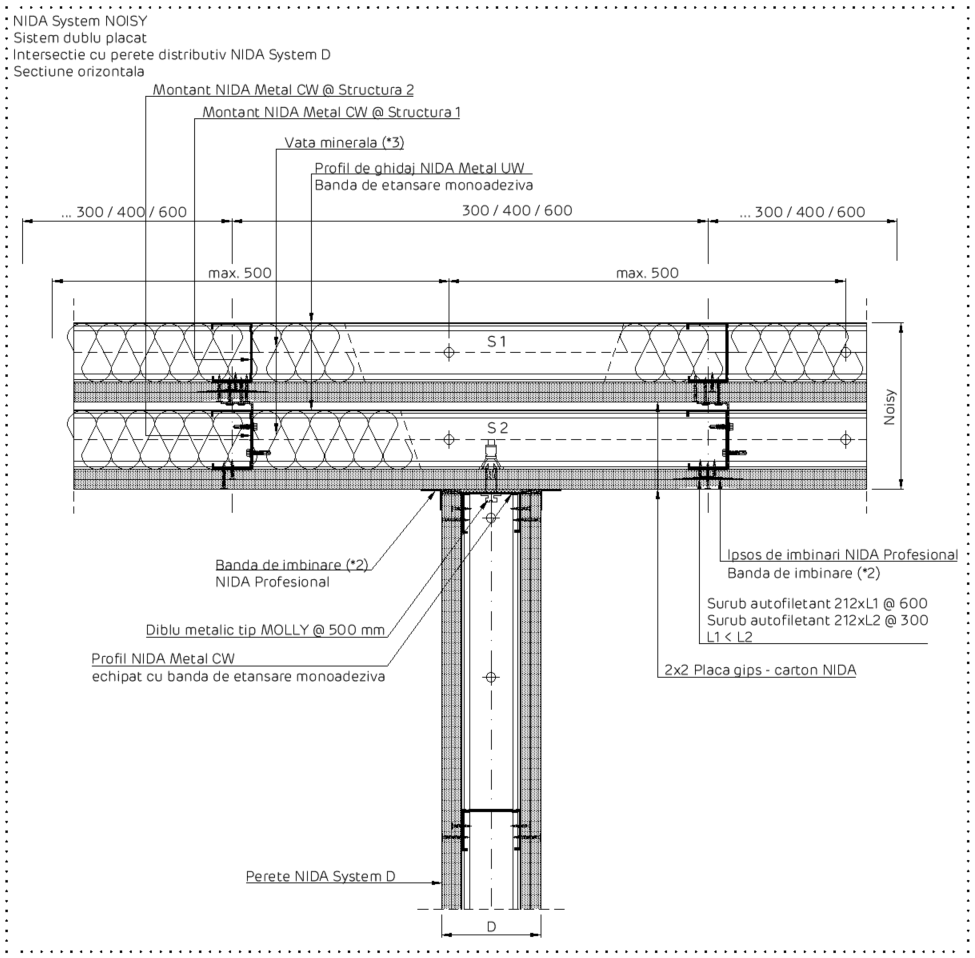 NIDA System NOISY
Sistem dublu placat
Intersectie cu perete distributiv NIDA System D
Sectiune orizontala
Montant NIDA Metal CW @ Structura 2
Montant NIDA Metal CW @ Structura 1
Vata minerala (*3)
Profil de ghidaj NIDA Metal UW
Banda de etansare monoadeziva
... 300 / 400 / 600
300 / 400 / 600
... 300 / 400 / 600
max. 500
max. 500
S 1
Noisy
S 2
Banda de imbinare (*2)
NIDA Profesional
Ipsos de imbinari NIDA Profesional
Banda de imbinare (*2)
Surub autofiletant 212xL1 @ 600
Surub autofiletant 212xL2 @ 300
L1 < L2
Diblu metalic tip MOLLY @ 500 mm
Profil NIDA Metal CW
echipat cu banda de etansare monoadeziva
2x2 Placa gips - carton NIDA
Perete NIDA System D
D